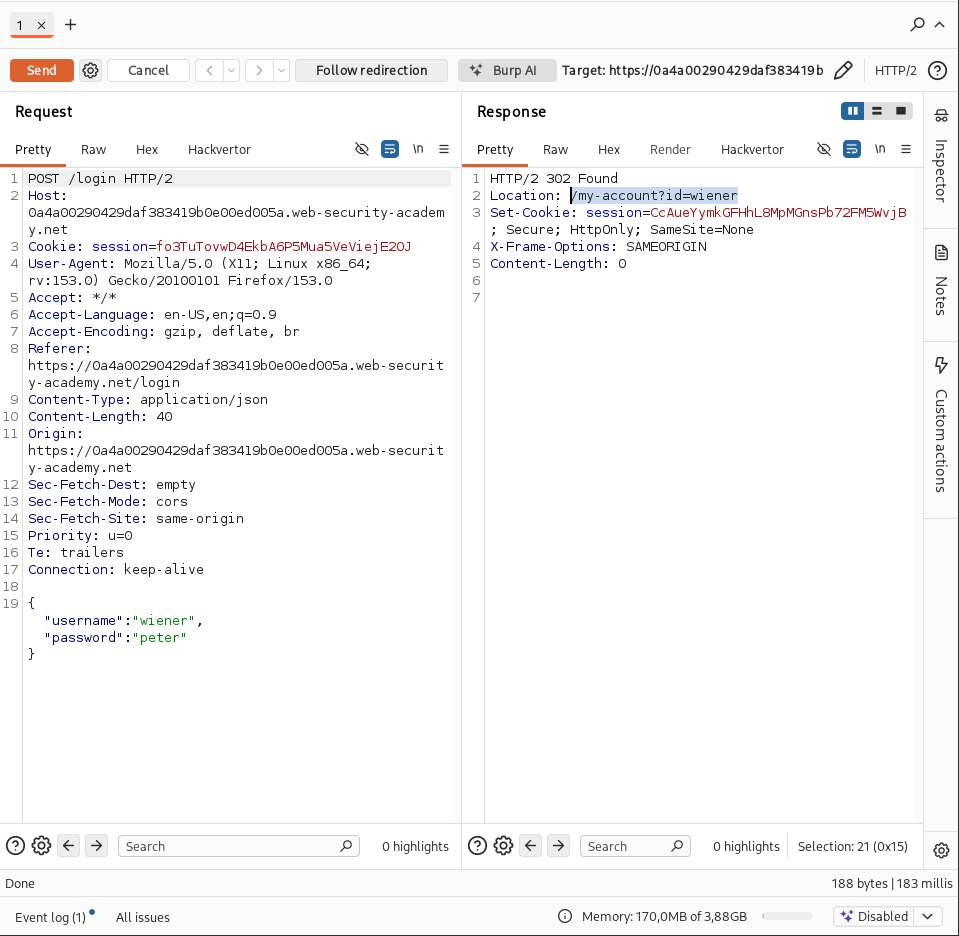 1 × +
Send Cancel < > Follow redirection Burp AI Target: https://0a4a00290429daf383419b HTTP/2 ?
Request
Pretty Raw Hex Hackvertor \n
1 POST /login HTTP/2
2 Host:
0a4a00290429daf383419b0e00ed005a.web-security-academ
y.net
3 Cookie: session=fo3TuTovwD4EkbA6P5Mua5VeViejE2OJ
4 User-Agent: Mozilla/5.0 (X11; Linux x86_64;
rv:153.0) Gecko/20100101 Firefox/153.0
5 Accept: */*
6 Accept-Language: en-US,en;q=0.9
7 Accept-Encoding: gzip, deflate, br
8 Referer:
https://0a4a00290429daf383419b0e00ed005a.web-securit
y-academy.net/login
9 Content-Type: application/json
10 Content-Length: 40
11 Origin:
https://0a4a00290429daf383419b0e00ed005a.web-securit
y-academy.net
12 Sec-Fetch-Dest: empty
13 Sec-Fetch-Mode: cors
14 Sec-Fetch-Site: same-origin
15 Priority: u=0
16 Te: trailers
17 Connection: keep-alive
18
19 {
"username":"wiener",
"password":"peter"
}
? Search 0 highlights
Response
Pretty Raw Hex Render Hackvertor \n
1 HTTP/2 302 Found
2 Location: /my-account?id=wiener
3 Set-Cookie: session=CcAueYymkGFHhL8MpMGnsPb72FM5WvjB
; Secure; HttpOnly; SameSite=None
4 X-Frame-Options: SAMEORIGIN
5 Content-Length: 0
6
7
? Search 0 highlights Selection: 21 (0x15)
Inspector
Notes
Custom actions
Done 188 bytes | 183 millis
Event log (1) All issues Memory: 170,0MB of 3,88GB Disabled